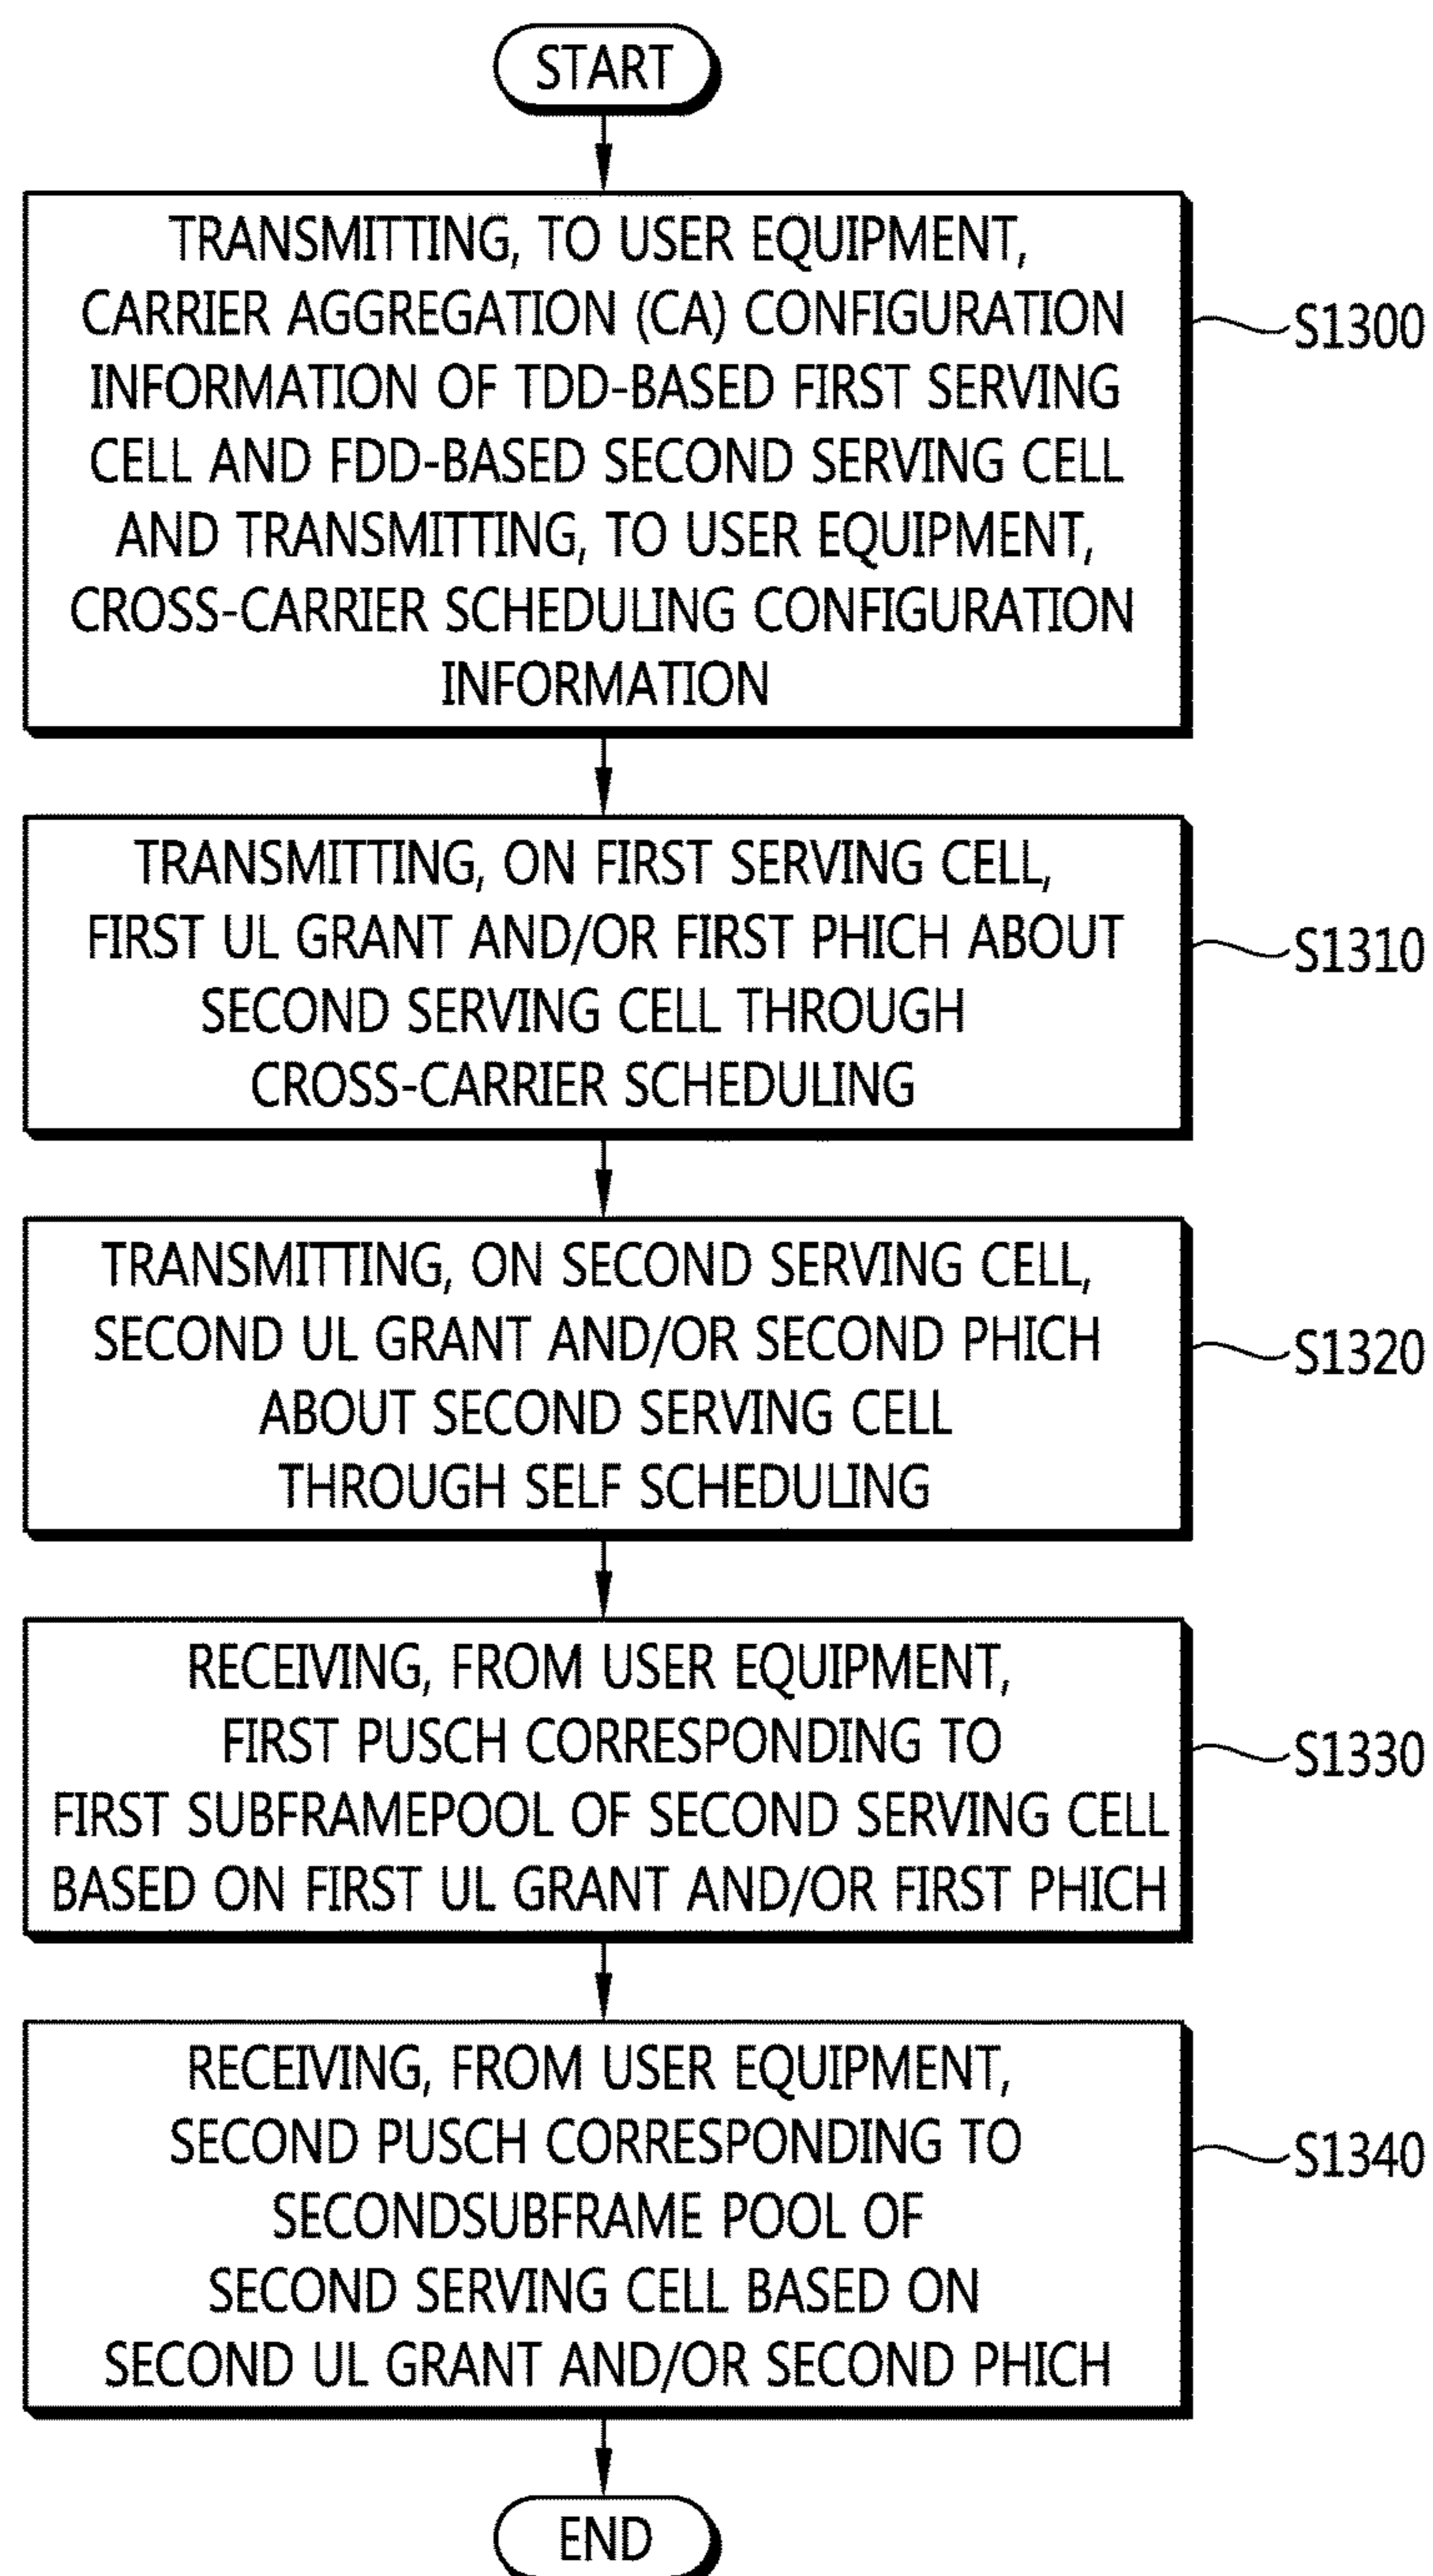 START
TRANSMITTING, TO USER EQUIPMENT,
CARRIER AGGREGATION (CA) CONFIGURATION
INFORMATION OF TDD-BASED FIRST SERVING
CELL AND FDD-BASED SECOND SERVING CELL
AND TRANSMITTING, TO USER EQUIPMENT,
CROSS-CARRIER SCHEDULING CONFIGURATION
INFORMATION
S1300
TRANSMITTING, ON FIRST SERVING CELL,
FIRST UL GRANT AND/OR FIRST PHICH ABOUT
SECOND SERVING CELL THROUGH
CROSS-CARRIER SCHEDULING
S1310
TRANSMITTING, ON SECOND SERVING CELL,
SECOND UL GRANT AND/OR SECOND PHICH
ABOUT SECOND SERVING CELL
THROUGH SELF SCHEDULING
S1320
RECEIVING, FROM USER EQUIPMENT,
FIRST PUSCH CORRESPONDING TO
FIRST SUBFRAMEPOOL OF SECOND SERVING CELL
BASED ON FIRST UL GRANT AND/OR FIRST PHICH
S1330
RECEIVING, FROM USER EQUIPMENT,
SECOND PUSCH CORRESPONDING TO
SECONDSUBFRAME POOL OF
SECOND SERVING CELL BASED ON
SECOND UL GRANT AND/OR SECOND PHICH
S1340
END